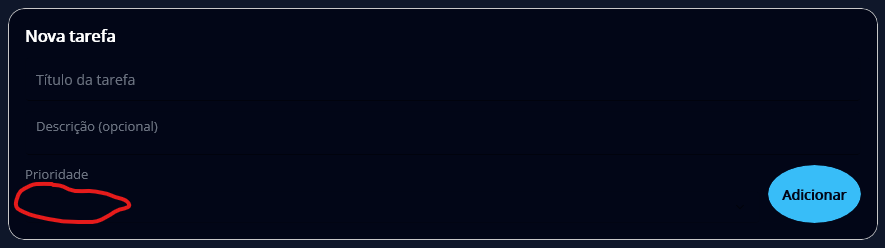 Nova tarefa
Título da tarefa
Descrição (opcional)
Prioridade
Adicionar